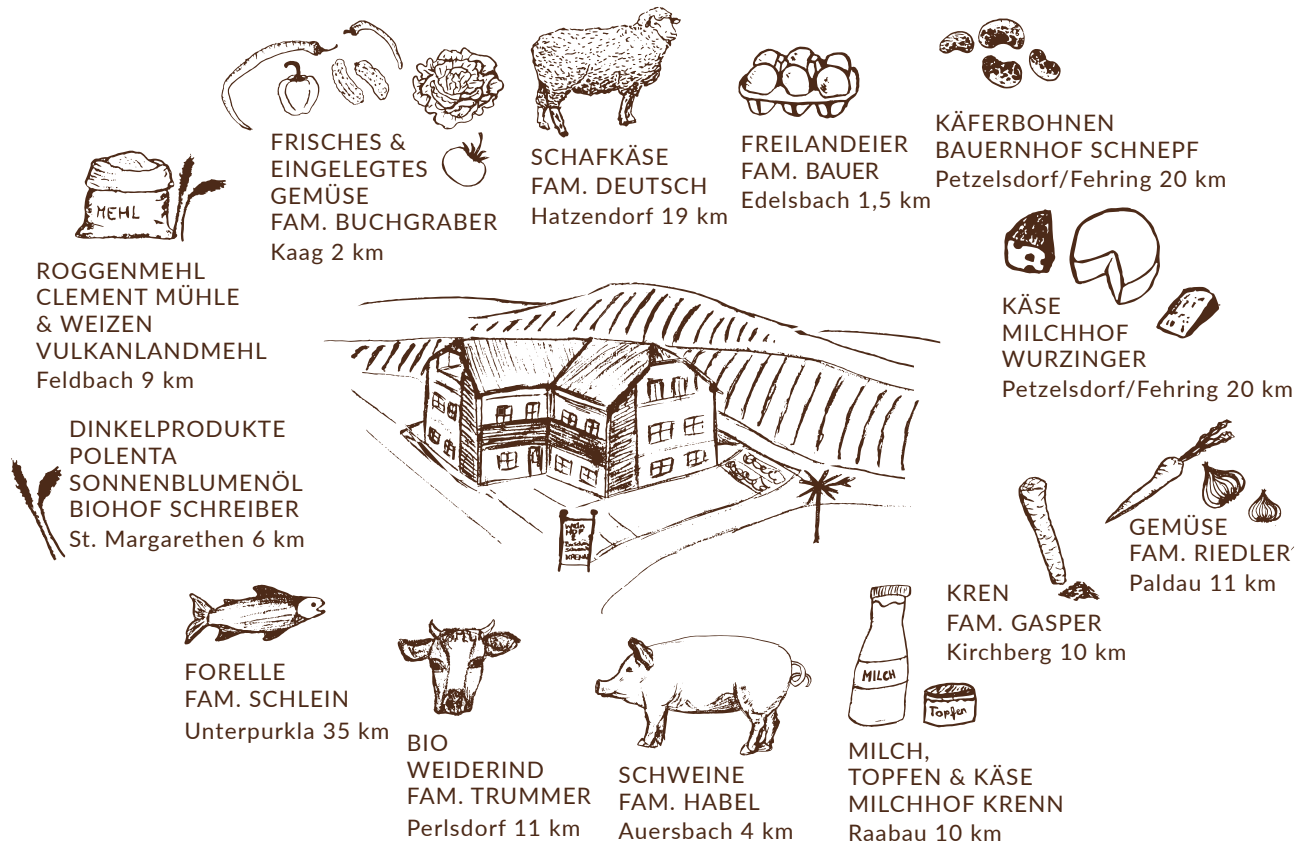 FRISCHES &
EINGELEGTES
GEMÜSE
FAM. BUCHGRABER
Kaag 2 km
SCHAFKÄSE
FAM. DEUTSCH
Hatzendorf 19 km
FREILANDEIER
FAM. BAUER
Edelsbach 1,5 km
KÄFERBOHNEN
BAUERNHOF SCHNEPF
Petzelsdorf/Fehring 20 km
MEHL
ROGGENMEHL
CLEMENT MÜHLE
& WEIZEN
VULKANLANDMEHL
Feldbach 9 km
KÄSE
MILCHHOF
WURZINGER
Petzelsdorf/Fehring 20 km
DINKELPRODUKTE
POLENTA
SONNENBLUMENÖL
BIOHOF SCHREIBER
St. Margarethen 6 km
GEMÜSE
FAM. RIEDLER
Paldau 11 km
KREN
FAM. GASPER
Kirchberg 10 km
Wein
KRENN
FORELLE
FAM. SCHLEIN
Unterpurkla 35 km
BIO
WEIDERIND
FAM. TRUMMER
Perlsdorf 11 km
SCHWEINE
FAM. HABEL
Auersbach 4 km
MILCH
Topfen
MILCH,
TOPFEN & KÄSE
MILCHHOF KRENN
Raabau 10 km